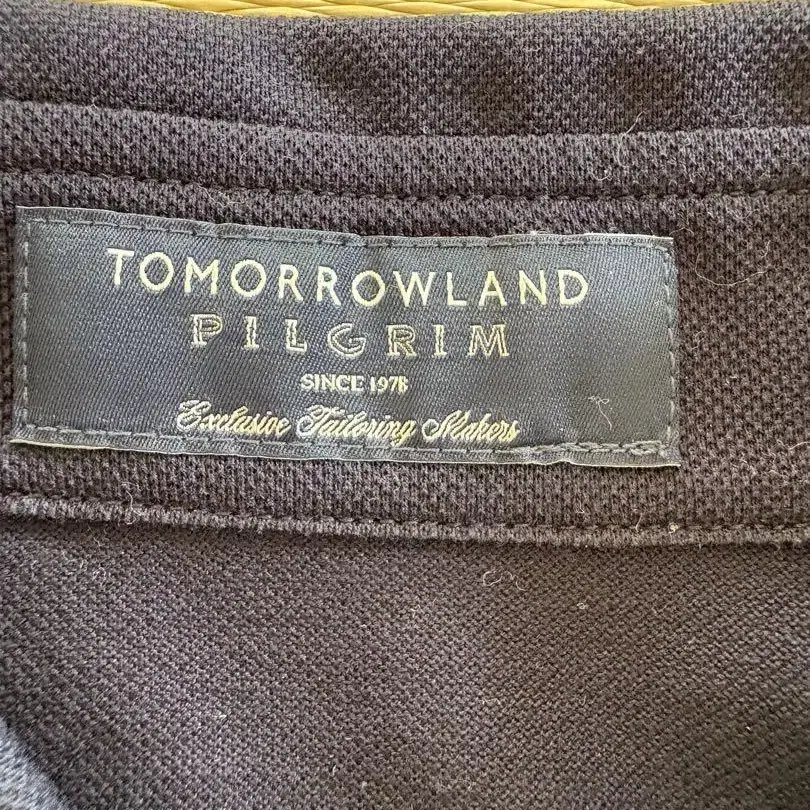 TOMORROWLAND
PILGRIM
SINCE 1978
Exclusive Tailoring Makers